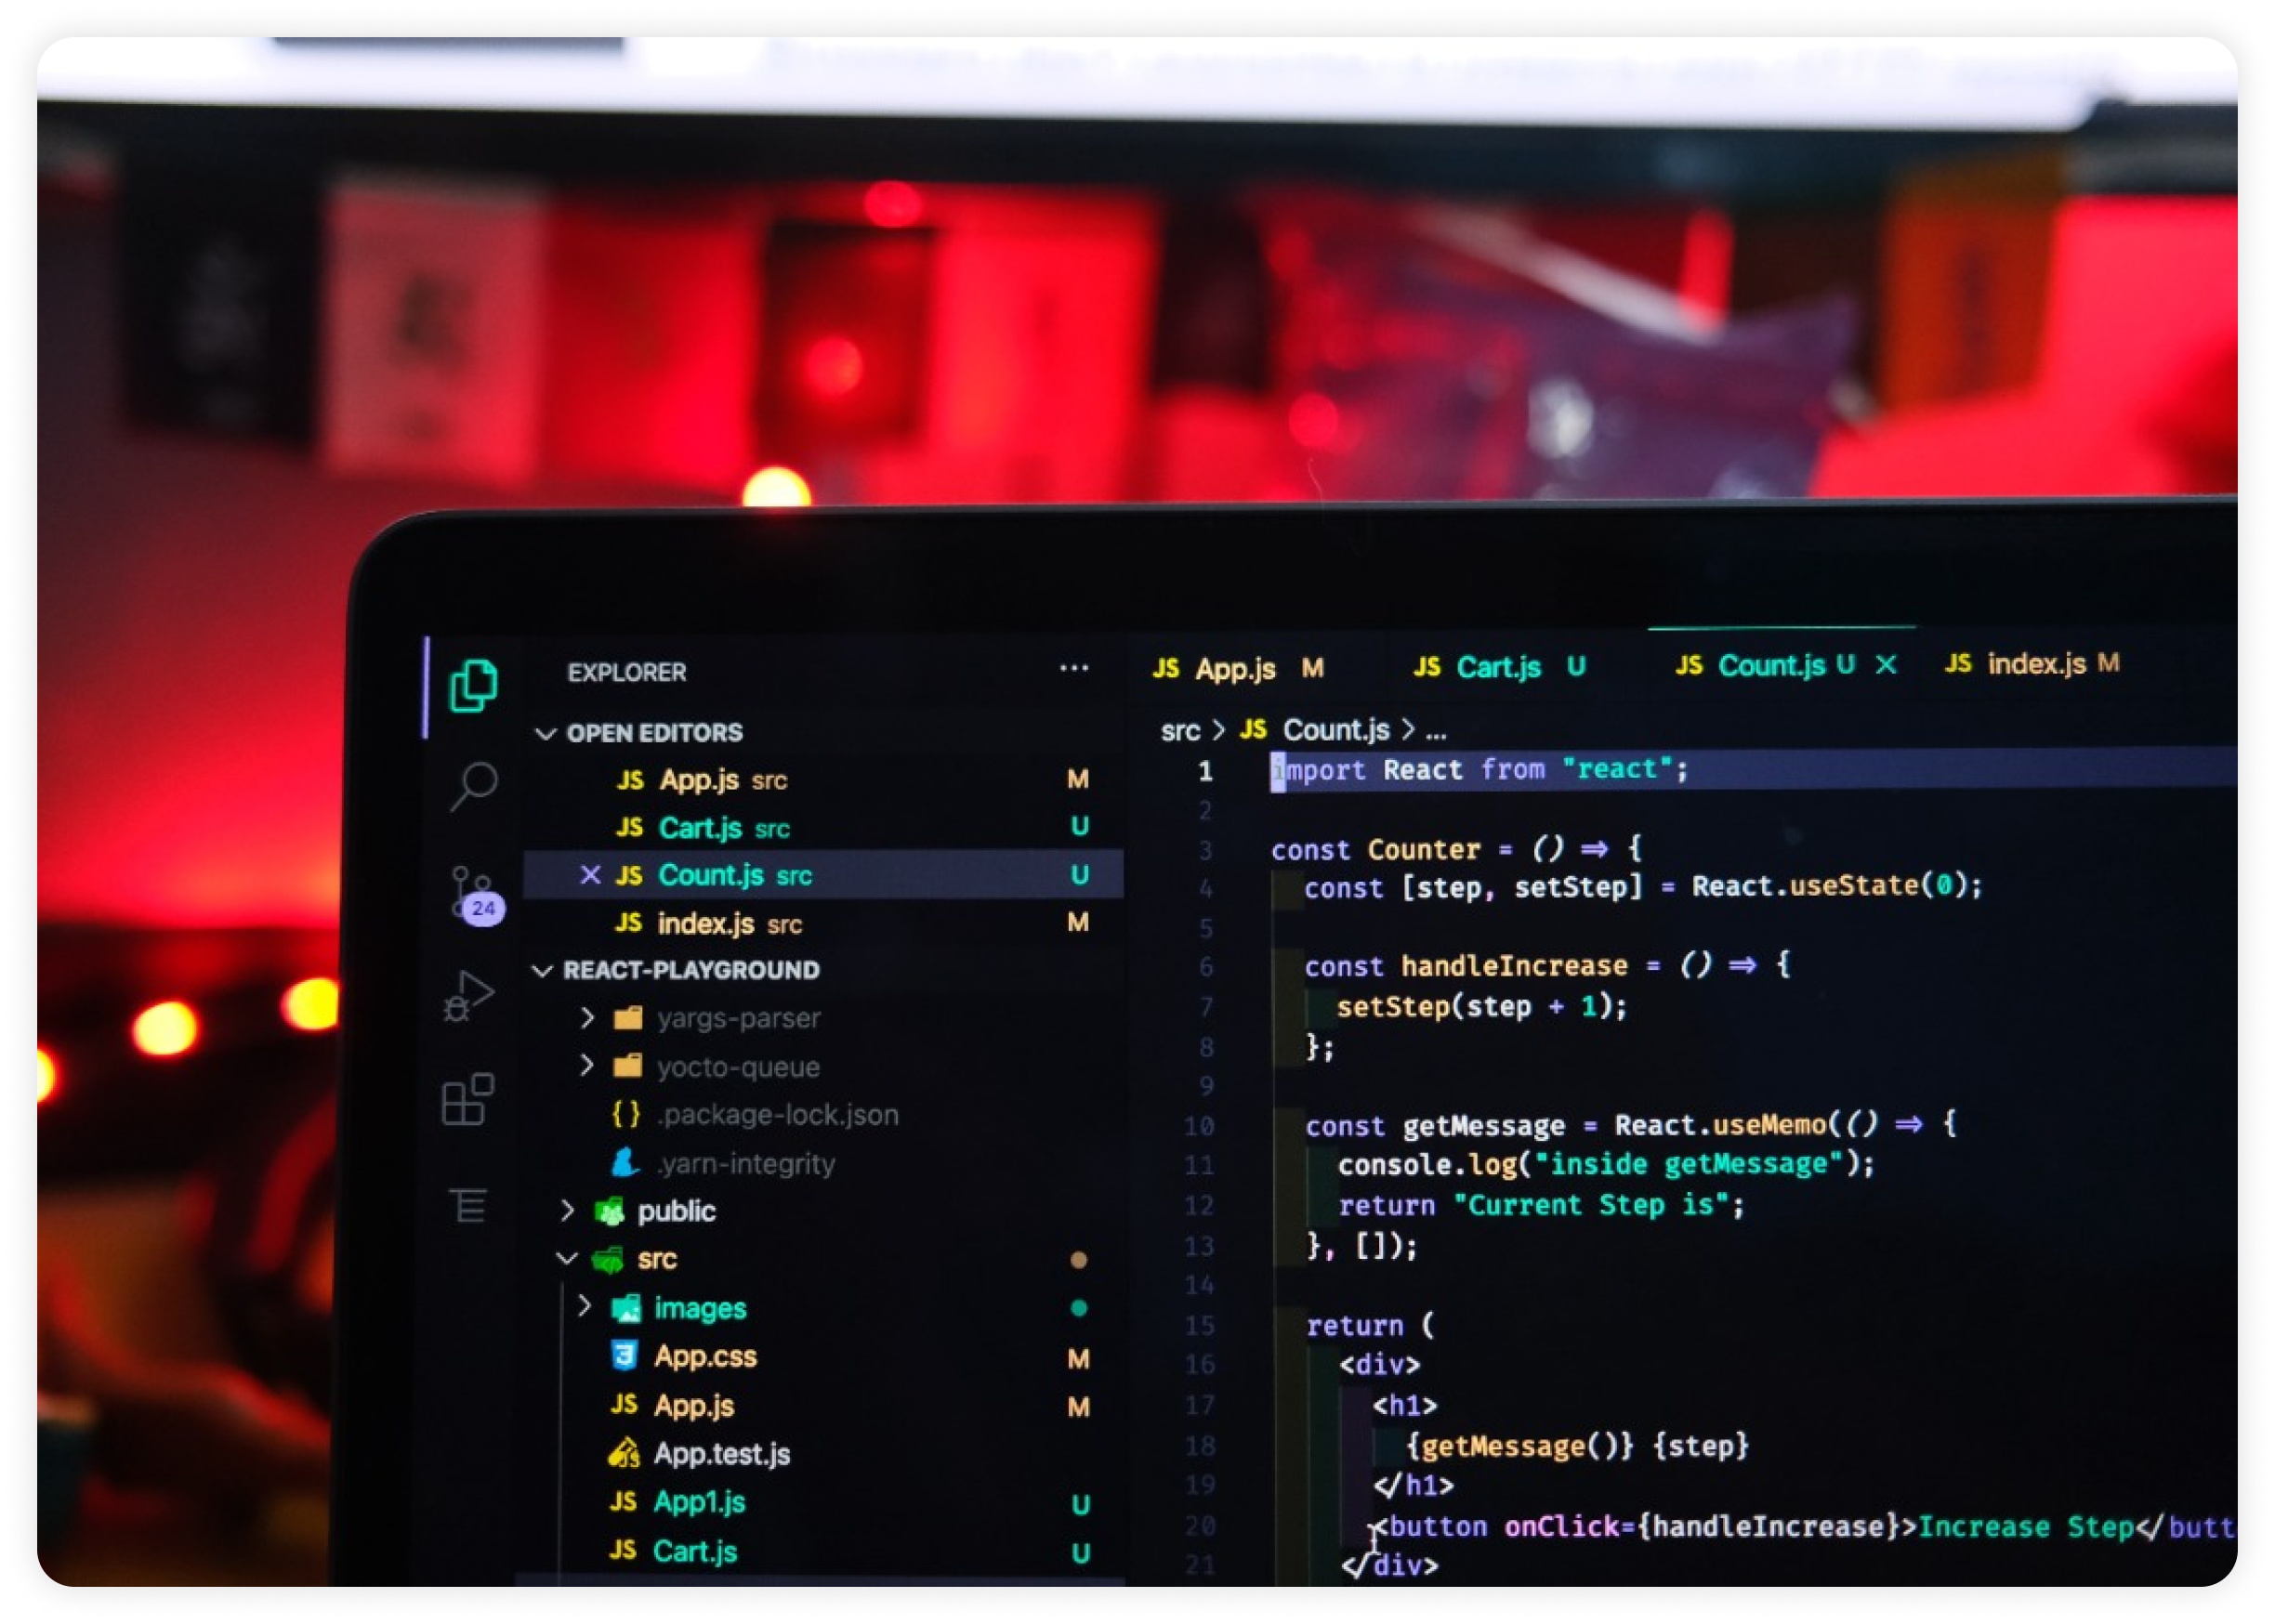 EXPLORER ...
OPEN EDITORS
JS App.js src M
JS Cart.js src U
JS Count.js src U
JS index.js src M
REACT-PLAYGROUND
yargs-parser
yocto-queue
{ } .package-lock.json
.yarn-integrity
public
src
images
3 App.css M
JS App.js M
JS App.test.js
JS App1.js U
JS Cart.js U
24
JS App.js M JS Cart.js U JS Count.js U × JS index.js M
src > JS Count.js > ...
1 import React from "react";
2
3 const Counter = () ⇒ {
4 const [step, setStep] = React.useState(0);
5
6 const handleIncrease = () ⇒ {
7 setStep(step + 1);
8 };
9
10 const getMessage = React.useMemo(() ⇒ {
11 console.log("inside getMessage");
12 return "Current Step is";
13 }, []);
14
15 return (
16 <div>
17 <h1>
18 {getMessage()} {step}
19 </h1>
20 <button onClick={handleIncrease}>Increase Step</butt
21 </div>